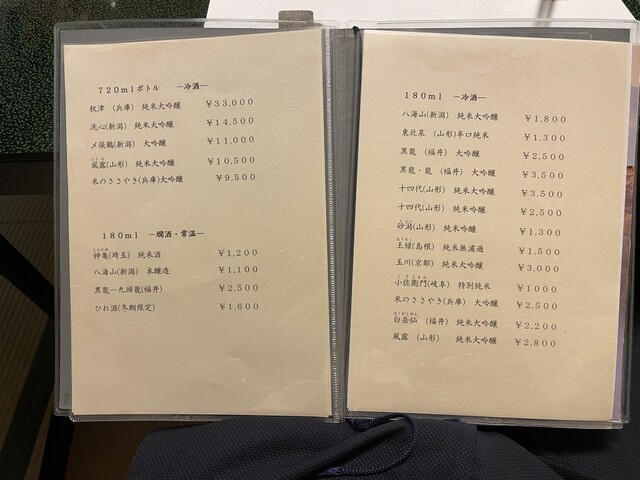 720mlボトル ―冷酒―
秋津 (兵庫) 純米大吟醸 ¥33,000
洗心(新潟) 純米大吟醸 ¥14,500
〆張鶴(新潟) 大吟醸 ¥11,000
風露(山形) 純米大吟醸 ¥10,500
米のささやき(兵庫)大吟醸 ¥9,500
180ml ―燗酒・常温―
神亀(埼玉) 純米酒 ¥1,200
八海山(新潟) 本醸造 ¥1,100
黒龍―九頭龍(福井) ¥2,500
ひれ酒(冬期限定) ¥1,600
180ml ―冷酒―
八海山(新潟) 純米大吟醸 ¥1,800
東北泉 (山形)辛口純米 ¥1,300
黒龍 (福井) 大吟醸 ¥2,500
黒龍・龍 (福井) 大吟醸 ¥3,500
十四代(山形) 純米大吟醸 ¥3,500
十四代(山形) 純米吟醸 ¥2,500
砂潟(山形) 純米吟醸 ¥1,300
王祿(島根) 純米無濾過 ¥1,500
玉川(京都) 純米大吟醸 ¥3,000
小佐衛門(岐阜) 特別純米 ¥1000
米のささやき(兵庫) 大吟醸 ¥2,500
白岳仙 (福井) 純米大吟醸 ¥2,200
風露 (山形) 純米大吟醸 ¥2,800